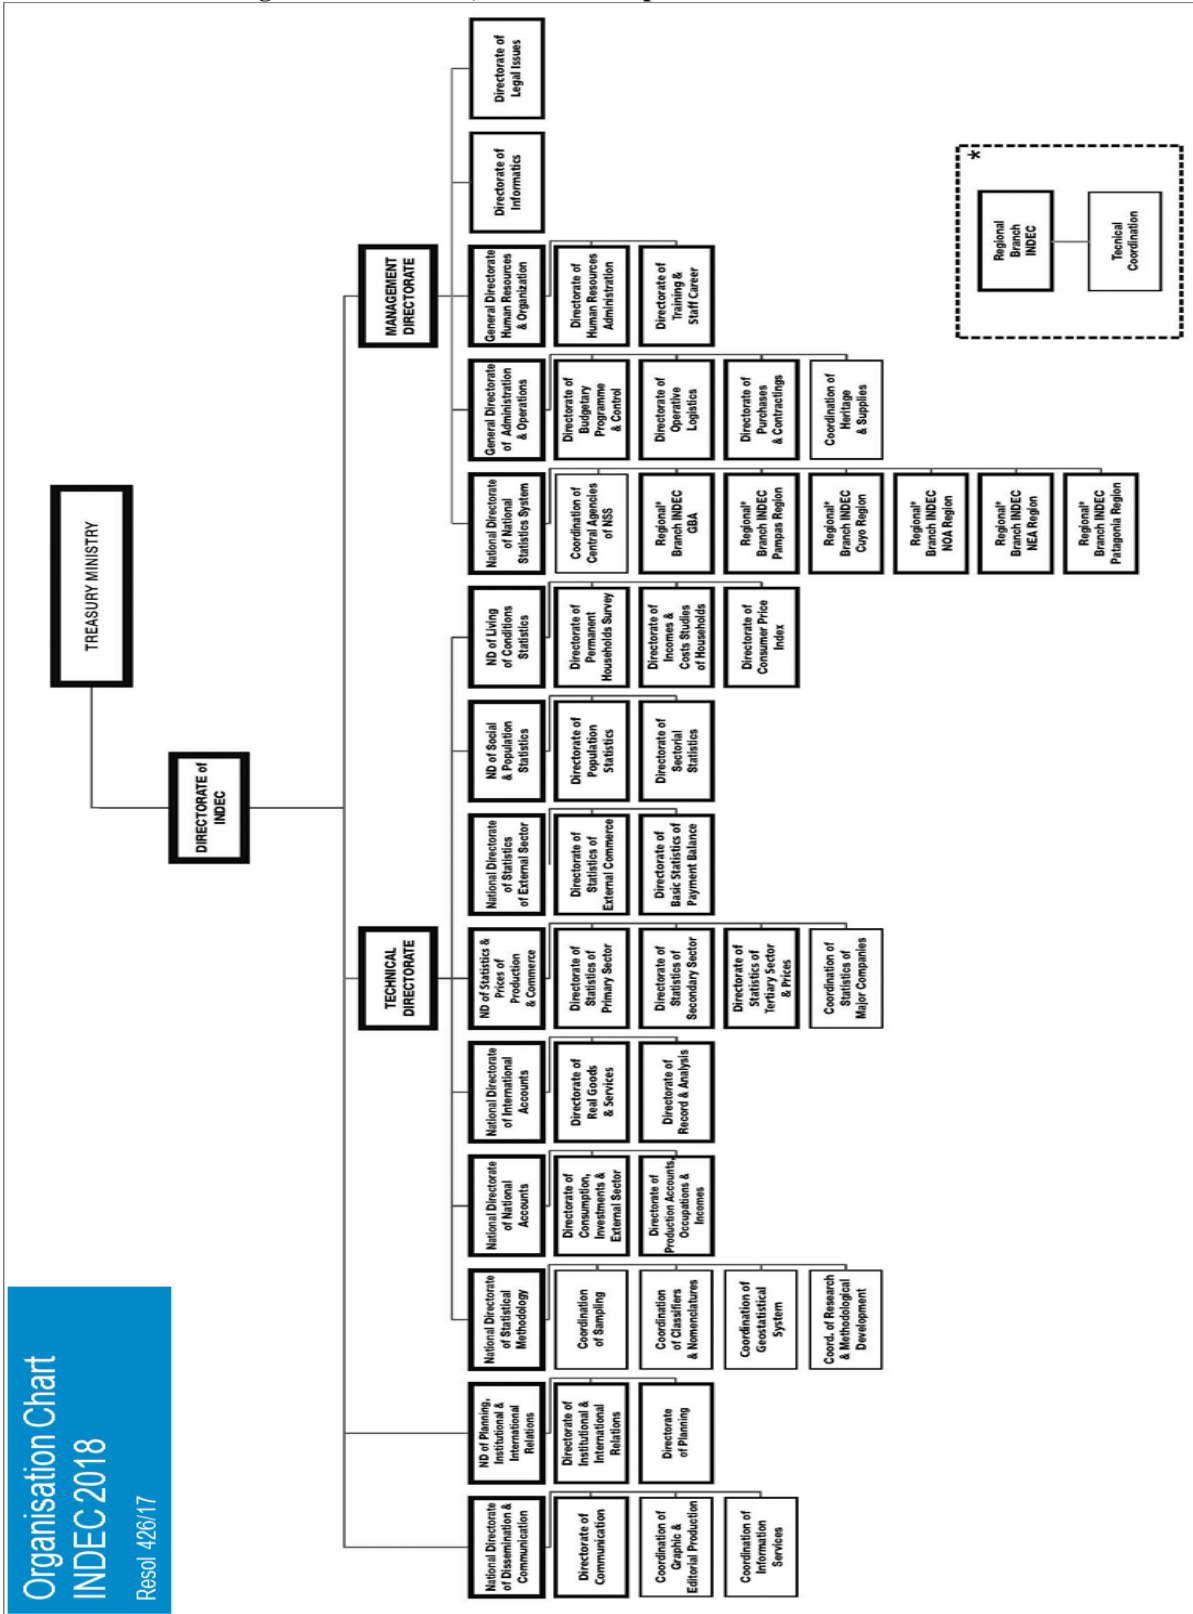 Organisation Chart
INDEC 2018
Resol 426/17
TREASURY MINISTRY
DIRECTORATE of
INDEC
TECHNICAL
DIRECTORATE
MANAGEMENT
DIRECTORATE
National Directorate
of Dissemination &
Communication
Directorate of
Communication
Coordination of
Graphic &
Editorial Production
Coordination of
Information
Services
ND of Planning,
Institutional &
International
Relations
Directorate of
Institutional &
International
Relations
Directorate
of Planning
National Directorate
of Statistical
Methodology
Coordination
of Sampling
Coordination
of Classifiers
& Nomenclatures
Coordination of
Geostatistical
System
Coord. of Research
& Methodological
Development
National Directorate
of National
Accounts
Directorate of
Consumption,
Investments &
External Sector
Directorate of
Production Accounts,
Occupations &
Incomes
National Directorate
of International
Accounts
Directorate of
Real Goods
& Services
Directorate of
Record & Analysis
ND of Statistics &
Prices of
Production
& Commerce
Directorate of
Statistics of
Primary Sector
Directorate of
Statistics of
Secondary Sector
Directorate of
Statistics of
Tertiary Sector
& Prices
Coordination of
Statistics of
Major Companies
National Directorate
of Statistics
of External Sector
Directorate of
Statistics of
External Commerce
Directorate of
Basic Statistics of
Payment Balance
ND of Social
& Population
Statistics
Directorate of
Population
Statistics
Directorate of
Sectorial
Statistics
ND of Living
of Conditions
Statistics
Directorate of
Permanent
Households Survey
Directorate of
Incomes &
Costs Studies
of Households
Directorate of
Consumer Price
Index
National Directorate
of National
Statistics System
Coordination of
Central Agencies
of NSS
Regional*
Branch INDEC
GBA
Regional*
Branch INDEC
Pampas Region
Regional*
Branch INDEC
Cuyo Region
Regional*
Branch INDEC
NOA Region
Regional*
Branch INDEC
NEA Region
Regional*
Branch INDEC
Patagonia Region
General Directorate
of Administration
& Operations
Directorate of
Budgetary
Programme
& Control
Directorate of
Operative
Logistics
Directorate of
Purchases
& Contractings
Coordination of
Heritage
& Supplies
General Directorate
Human Resources
& Organization
Directorate of
Human Resources
Administration
Directorate of
Training &
Staff Career
Directorate of
Informatics
Directorate of
Legal Issues
*
Regional
Branch
INDEC
Tecnical
Coordination